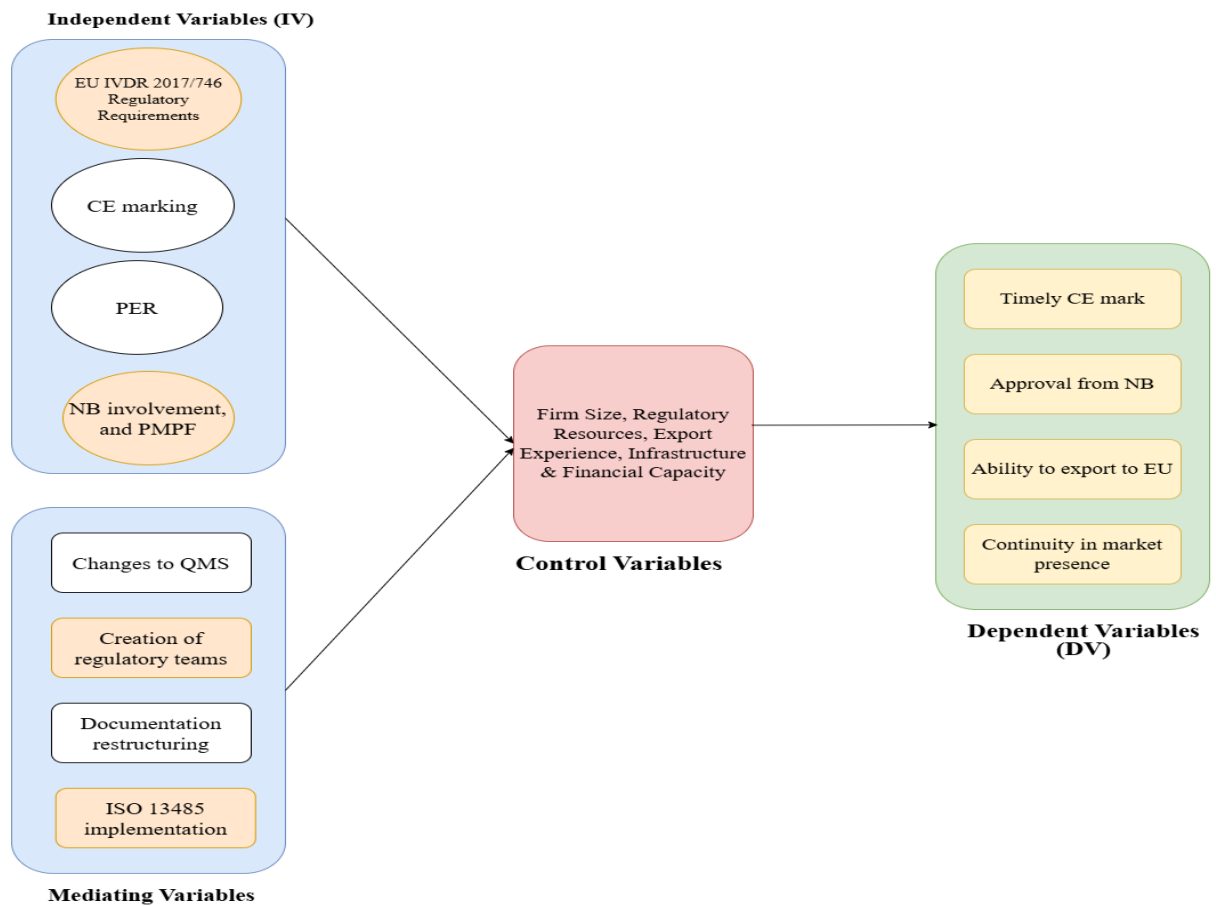 Independent Variables (IV)
EU IVDR 2017/746
Regulatory
Requirements
CE marking
PER
NB involvement,
and PMPF
Changes to QMS
Creation of
regulatory teams
Documentation
restructuring
ISO 13485
implementation
Mediating Variables
Firm Size, Regulatory
Resources, Export
Experience, Infrastructure
& Financial Capacity
Control Variables
Timely CE mark
Approval from NB
Ability to export to EU
Continuity in market
presence
Dependent Variables
(DV)